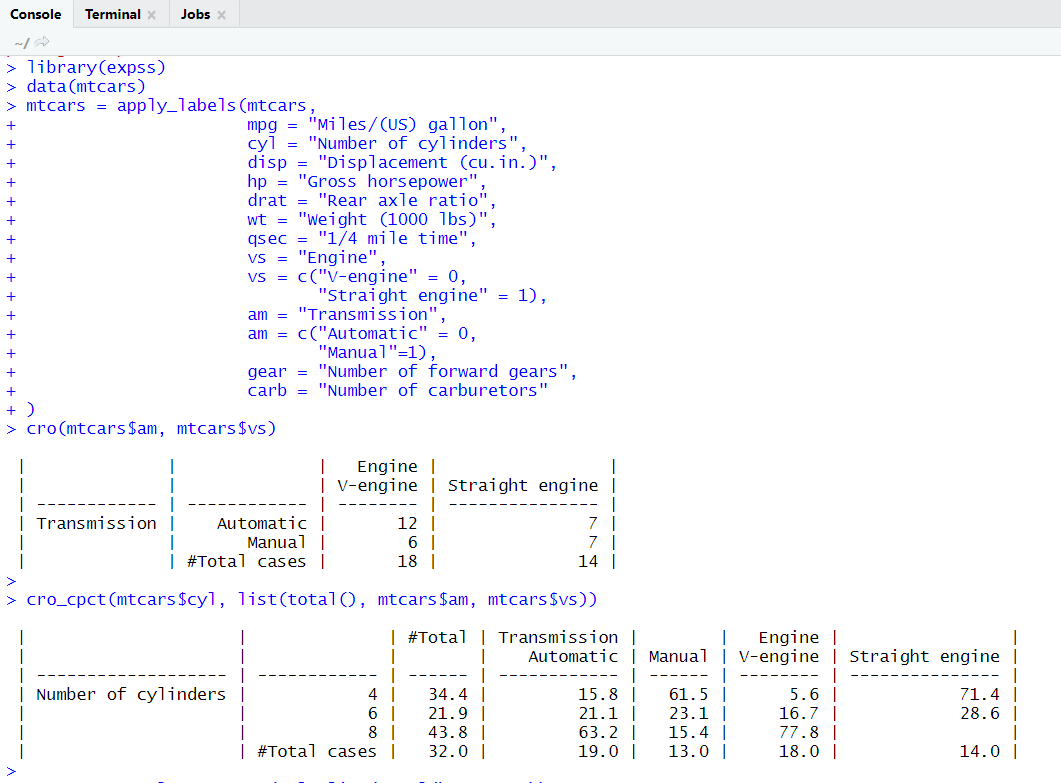 Console Terminal × Jobs ×
~/
> library(expss)
> data(mtcars)
> mtcars = apply_labels(mtcars,
+                       mpg = "Miles/(US) gallon",
+                       cyl = "Number of cylinders",
+                       disp = "Displacement (cu.in.)",
+                       hp = "Gross horsepower",
+                       drat = "Rear axle ratio",
+                       wt = "Weight (1000 lbs)",
+                       qsec = "1/4 mile time",
+                       vs = "Engine",
+                       vs = c("V-engine" = 0,
+                              "Straight engine" = 1),
+                       am = "Transmission",
+                       am = c("Automatic" = 0,
+                              "Manual"=1),
+                       gear = "Number of forward gears",
+                       carb = "Number of carburetors"
+ )
> cro(mtcars$am, mtcars$vs)
 |              |              |   Engine |                 |
 |              |              | V-engine | Straight engine |
 | ------------ | ------------ | -------- | --------------- |
 | Transmission |    Automatic |       12 |               7 |
 |              |       Manual |        6 |               7 |
 |              | #Total cases |       18 |              14 |
>
> cro_cpct(mtcars$cyl, list(total(), mtcars$am, mtcars$vs))
 |                     |              | #Total | Transmission |        |   Engine |                 |
 |                     |              |        |    Automatic | Manual | V-engine | Straight engine |
 | ------------------- | ------------ | ------ | ------------ | ------ | -------- | --------------- |
 | Number of cylinders |            4 |   34.4 |         15.8 |   61.5 |      5.6 |            71.4 |
 |                     |            6 |   21.9 |         21.1 |   23.1 |     16.7 |            28.6 |
 |                     |            8 |   43.8 |         63.2 |   15.4 |     77.8 |                 |
 |                     | #Total cases |   32.0 |         19.0 |   13.0 |     18.0 |            14.0 |
>